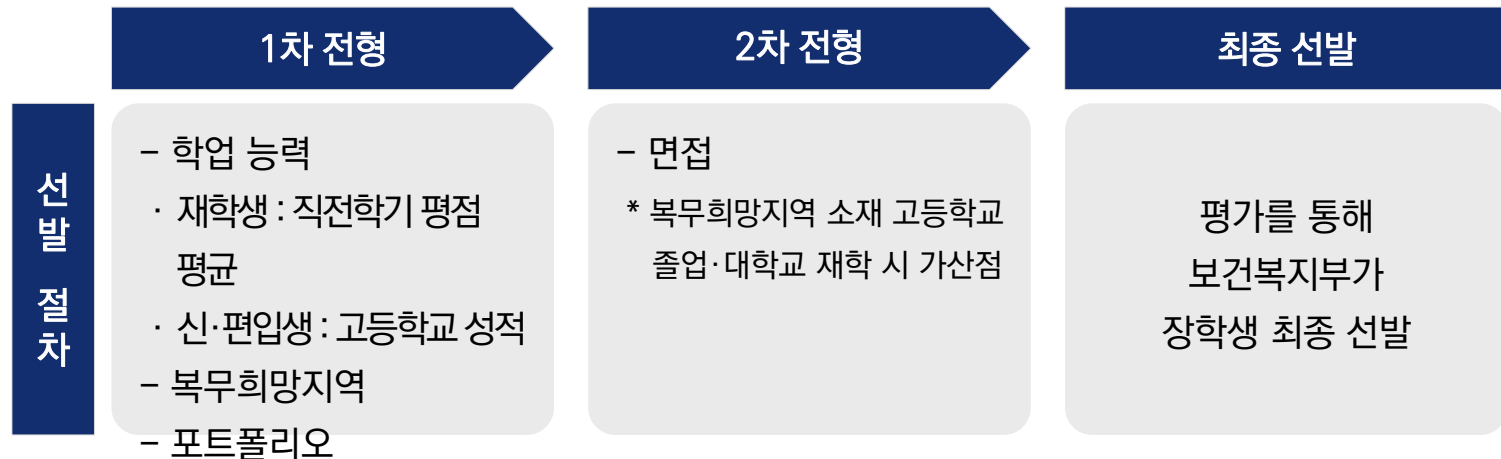 1차 전형
2차 전형
최종 선발
선발 절차
- 학업 능력
· 재학생 : 직전학기 평점
평균
· 신·편입생 : 고등학교 성적
- 복무희망지역
- 포트폴리오
- 면접
* 복무희망지역 소재 고등학교
졸업·대학교 재학 시 가산점
평가를 통해
보건복지부가
장학생 최종 선발